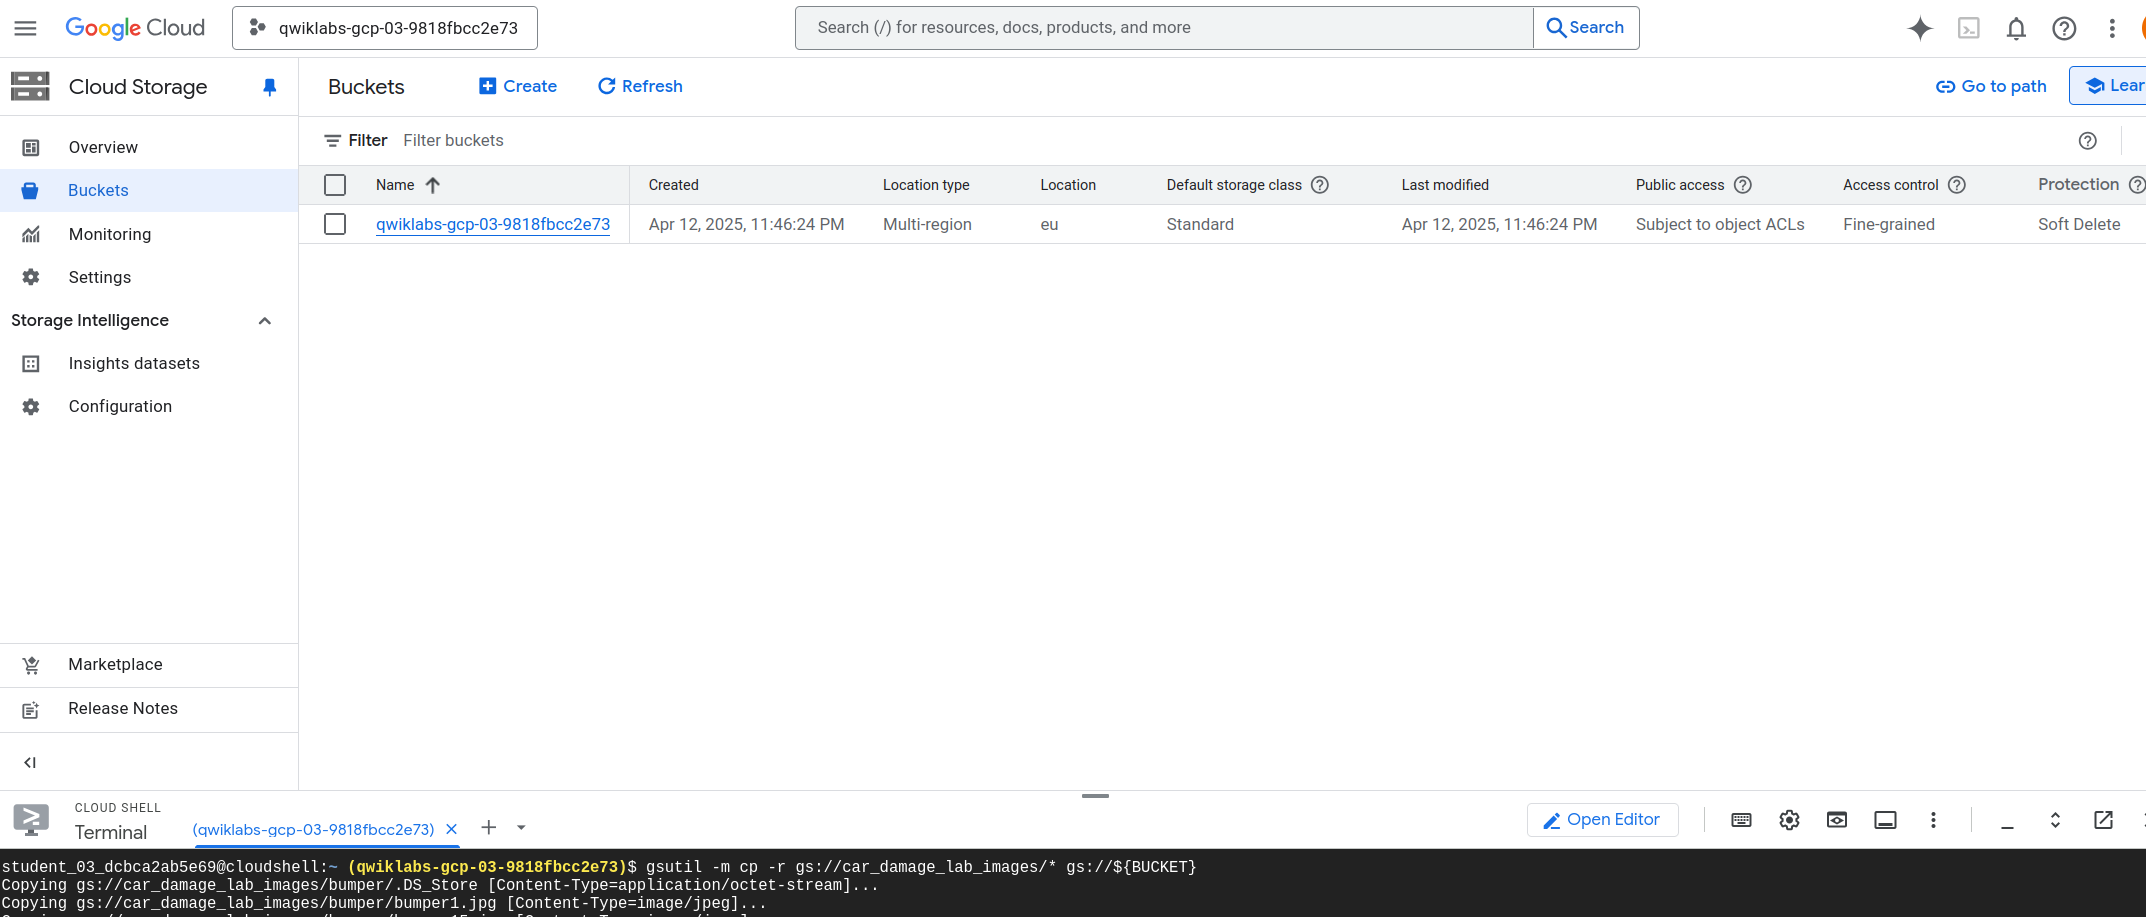 Google Cloud
qwiklabs-gcp-03-9818fbcc2e73
Search (/) for resources, docs, products, and more
Search
Cloud Storage
Buckets
Create
Refresh
Go to path
Lear
Overview
Buckets
Monitoring
Settings
Storage Intelligence
Insights datasets
Configuration
Marketplace
Release Notes
Filter Filter buckets
Name Created Location type Location Default storage class Last modified Public access Access control Protection
qwiklabs-gcp-03-9818fbcc2e73 Apr 12, 2025, 11:46:24 PM Multi-region eu Standard Apr 12, 2025, 11:46:24 PM Subject to object ACLs Fine-grained Soft Delete
CLOUD SHELL
Terminal
(qwiklabs-gcp-03-9818fbcc2e73)
Open Editor
student_03_dcbca2ab5e69@cloudshell:~ (qwiklabs-gcp-03-9818fbcc2e73)$ gsutil -m cp -r gs://car_damage_lab_images/* gs://${BUCKET}
Copying gs://car_damage_lab_images/bumper/.DS_Store [Content-Type=application/octet-stream]...
Copying gs://car_damage_lab_images/bumper/bumper1.jpg [Content-Type=image/jpeg]...